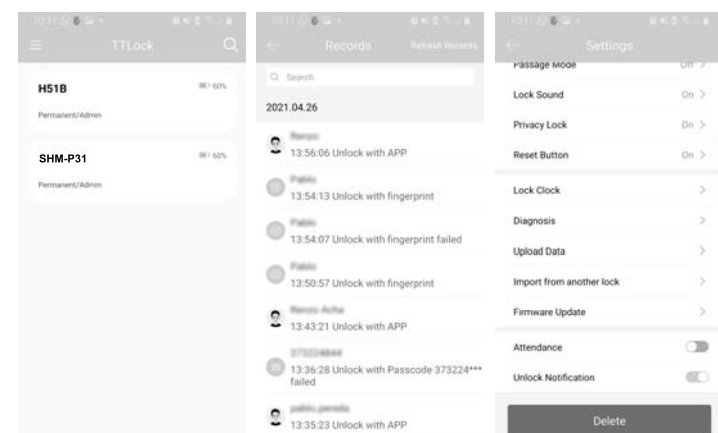 TTLock
H51B
60%
Permanent/Admin
SHM-P31
60%
Permanent/Admin
Records
Refresh Records
Search
2021.04.26
13:56:06 Unlock with APP
13:54:13 Unlock with fingerprint
13:54:07 Unlock with fingerprint failed
13:50:57 Unlock with fingerprint
13:43:21 Unlock with APP
13:36:28 Unlock with Passcode 373224***
failed
13:35:23 Unlock with APP
Settings
Passage Mode Off
Lock Sound On
Privacy Lock On
Reset Button On
Lock Clock
Diagnosis
Upload Data
Import from another lock
Firmware Update
Attendance
Unlock Notification
Delete